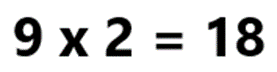 9 x 2 = 18